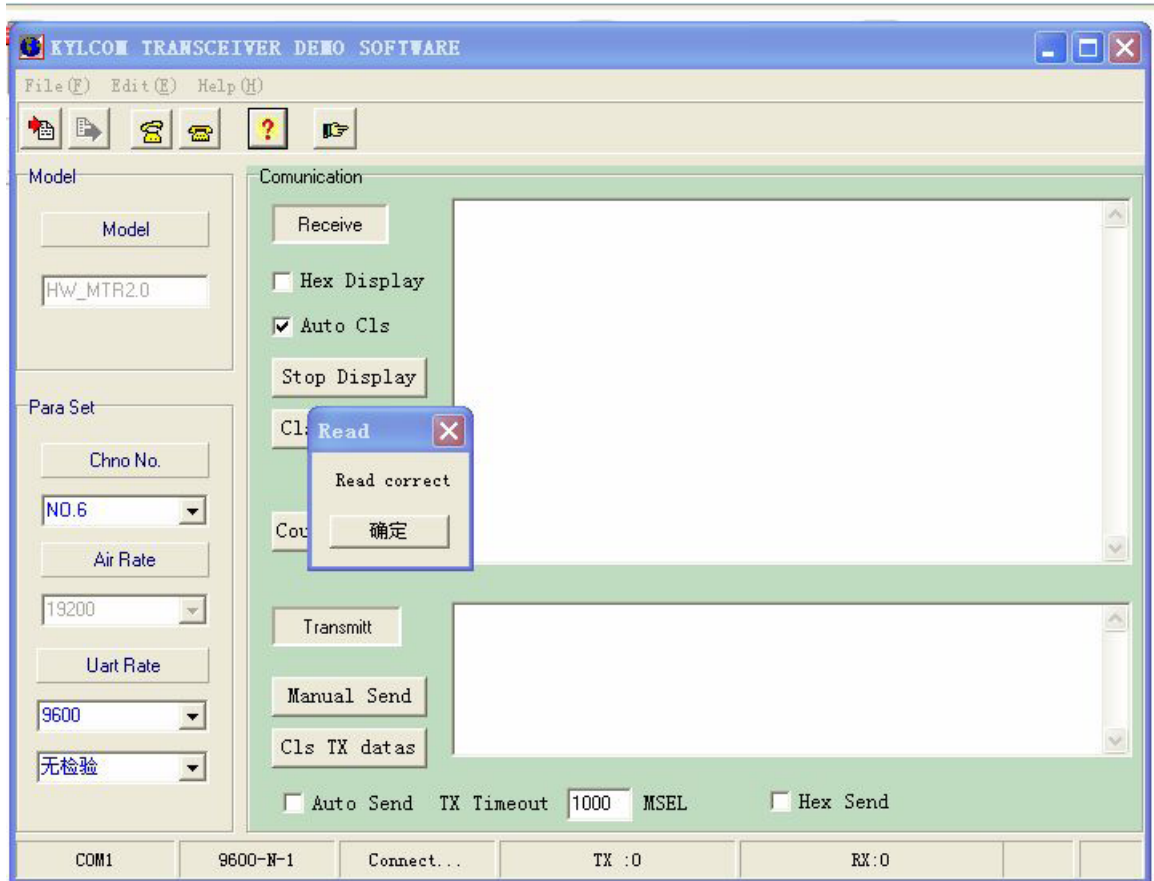 KYLCOM TRANSCEIVER DEMO SOFTWARE
File(F) Edit(E) Help(H)
Model
Model
HW_MTR2.0
Para Set
Chno No.
NO.6
Air Rate
19200
Uart Rate
9600
无检验
Comunication
Receive
Hex Display
Auto Cls
Stop Display
Read
Read correct
确定
Transmitt
Manual Send
Cls TX datas
Auto Send TX Timeout 1000 MSEL Hex Send
COM1 9600-N-1 Connect... TX :0 RX:0